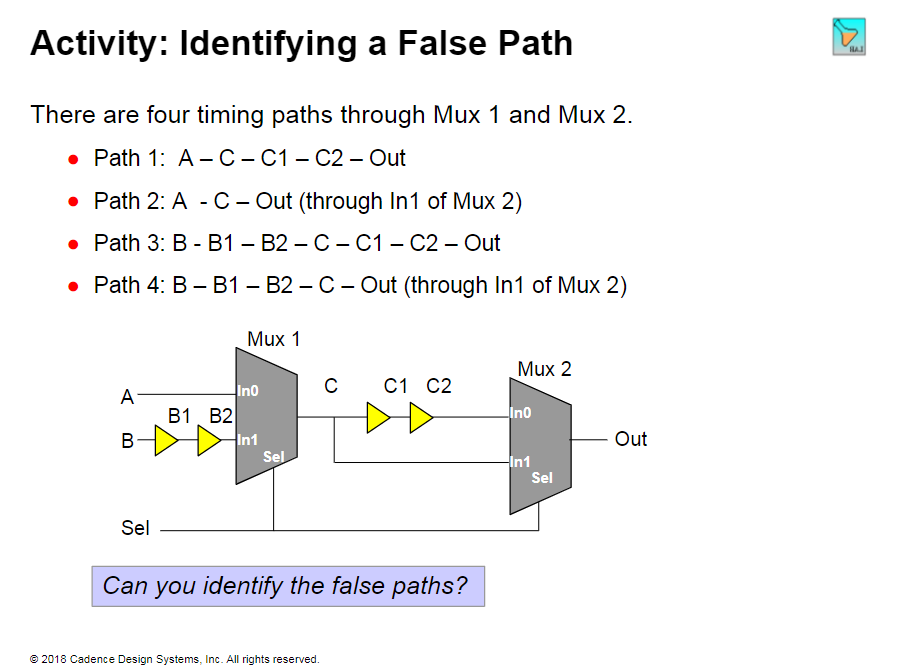 Activity: Identifying a False Path
There are four timing paths through Mux 1 and Mux 2.
• Path 1:  A – C – C1 – C2 – Out
• Path 2: A  - C – Out (through In1 of Mux 2)
• Path 3: B - B1 – B2 – C – C1 – C2 – Out
• Path 4: B – B1 – B2 – C – Out (through In1 of Mux 2)
Mux 1
Mux 2
A
In0
C
C1
C2
In0
B1
B2
B
In1
Sel
Out
In1
Sel
Sel
Can you identify the false paths?
© 2018 Cadence Design Systems, Inc. All rights reserved.